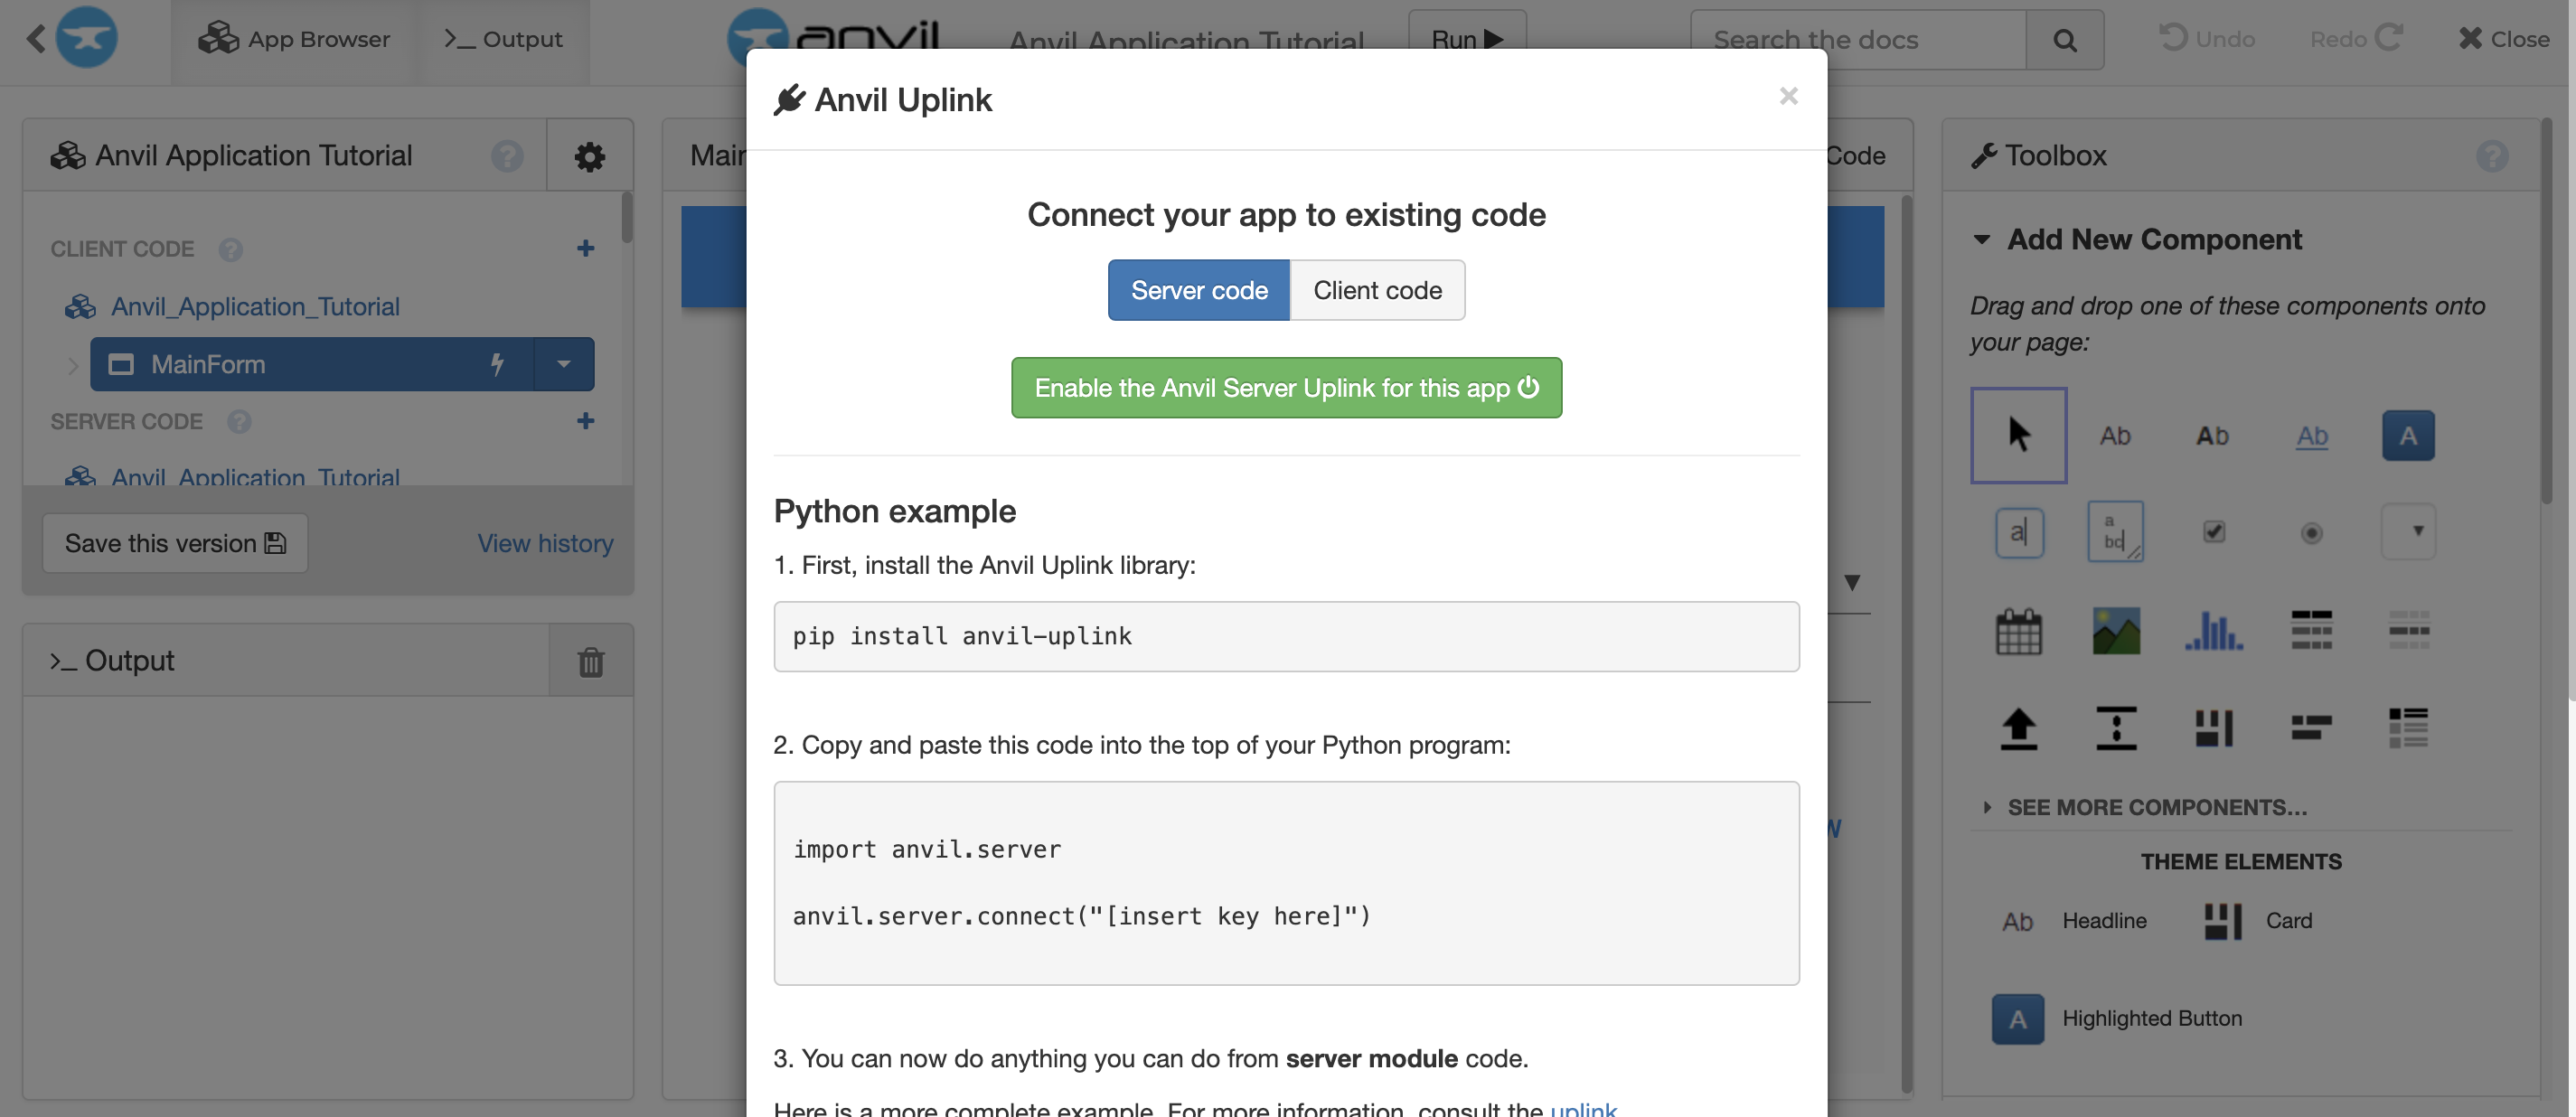 App Browser
>_ Output
anvil
Anvil Application Tutorial
Run
Search the docs
Undo
Redo
Close
Anvil Application Tutorial
?
CLIENT CODE ?
+
Anvil_Application_Tutorial
MainForm
SERVER CODE ?
+
Anvil_Application_Tutorial
Save this version
View history
>_ Output
Anvil Uplink
×
Connect your app to existing code
Server code
Client code
Enable the Anvil Server Uplink for this app
Python example
1. First, install the Anvil Uplink library:
pip install anvil-uplink
2. Copy and paste this code into the top of your Python program:
import anvil.server
anvil.server.connect("[insert key here]")
3. You can now do anything you can do from server module code.
Here is a more complete example. For more information, consult the uplink
Code
Toolbox
?
Add New Component
Drag and drop one of these components onto
your page:
Ab
Ab
Ab
A
a
a
bc
SEE MORE COMPONENTS...
THEME ELEMENTS
Ab Headline
Card
A Highlighted Button